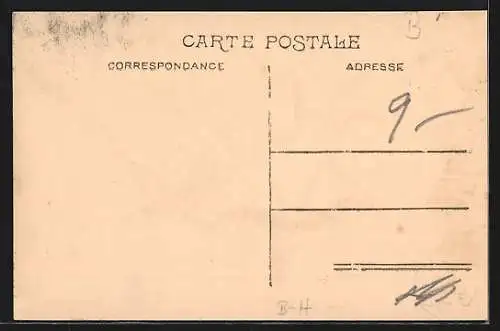 B
CARTE POSTALE
CORRESPONDANCE
ADRESSE
9-
B-H